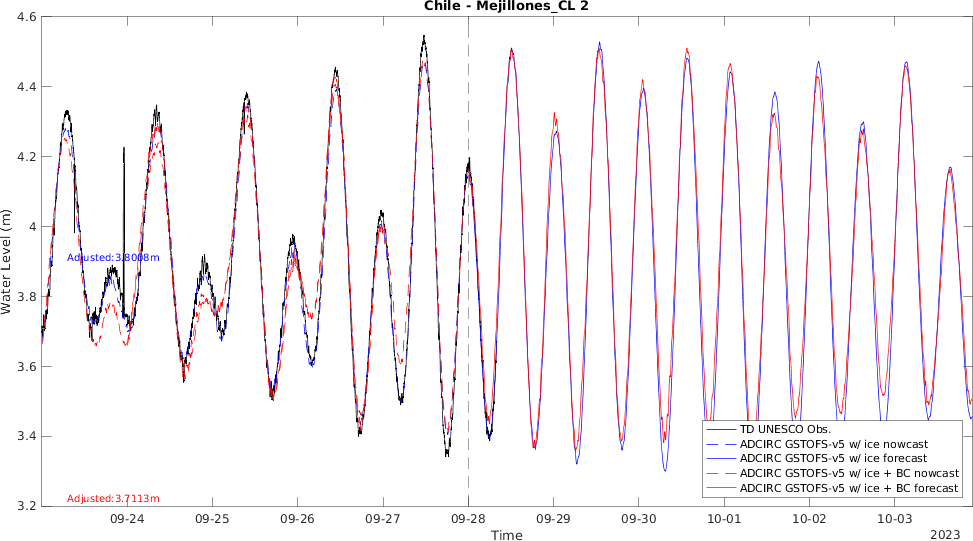 Chile - Mejillones_CL 2
4.6
4.4
4.2
4
3.8
3.6
3.4
3.2
Water Level (m)
Adjusted:3.8008m
Adjusted:3.7113m
TD UNESCO Obs.
ADCIRC GSTOFS-v5 w/ ice nowcast
ADCIRC GSTOFS-v5 w/ ice forecast
ADCIRC GSTOFS-v5 w/ ice + BC nowcast
ADCIRC GSTOFS-v5 w/ ice + BC forecast
09-24 09-25 09-26 09-27 09-28 09-29 09-30 10-01 10-02 10-03
Time
2023